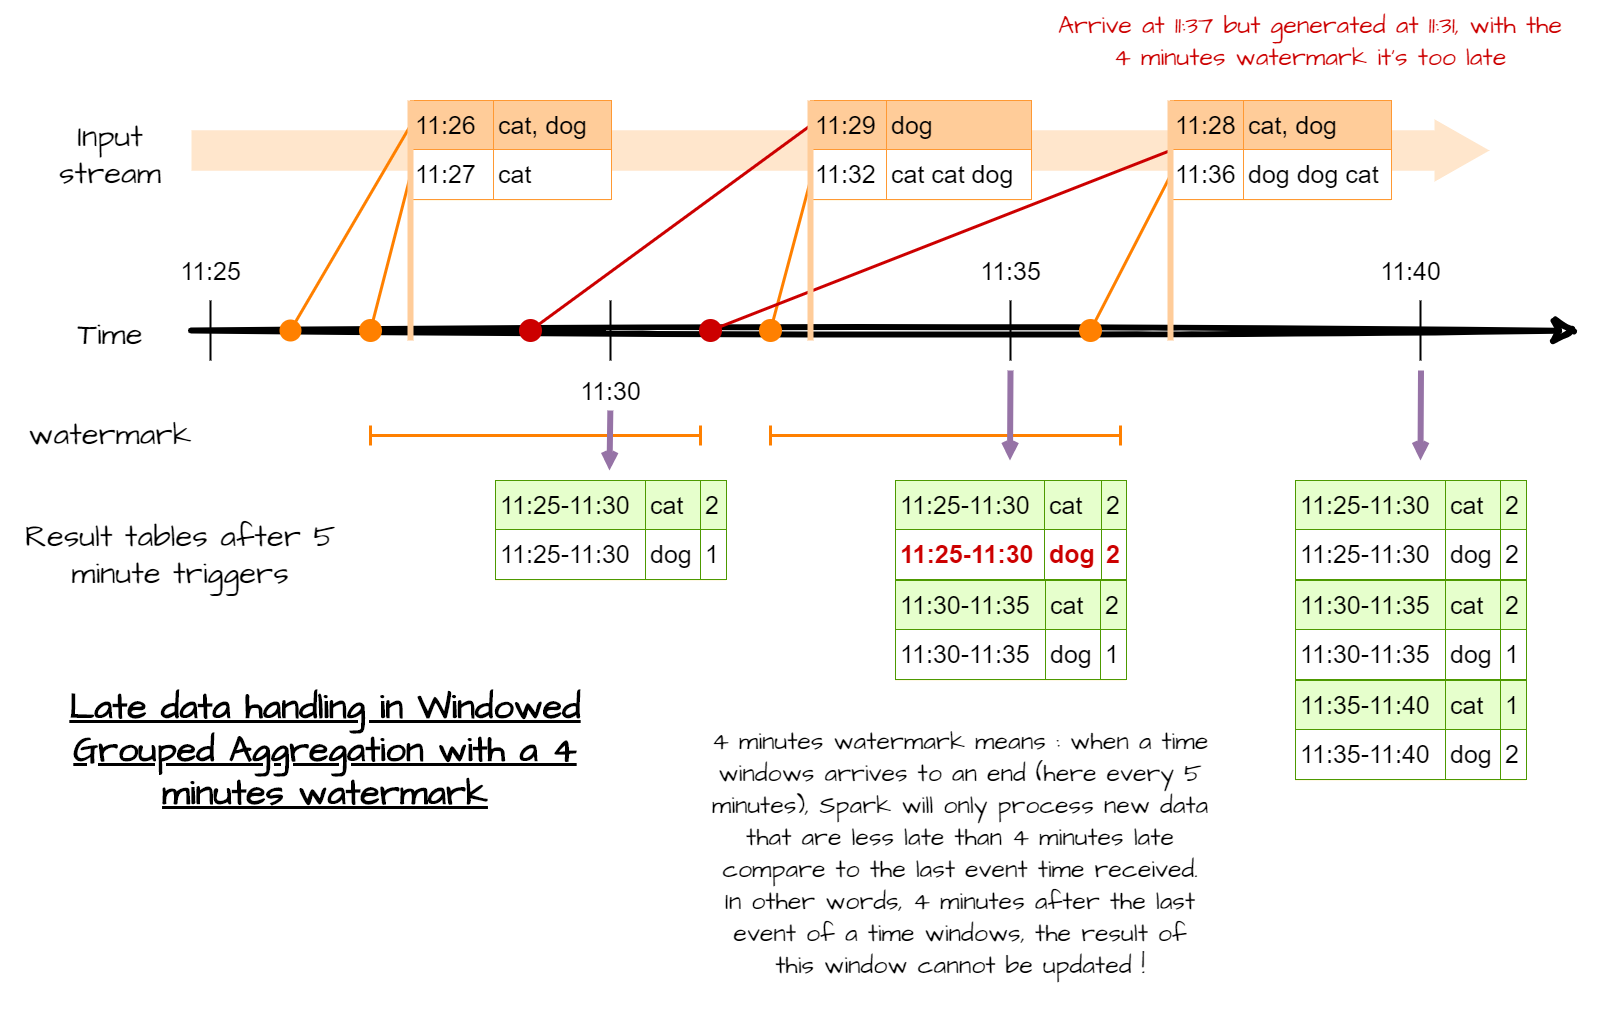 Arrive at 11:37 but generated at 11:31, with the
4 minutes watermark it's too late
Input
stream
11:26 cat, dog
11:27 cat
11:29 dog
11:32 cat cat dog
11:28 cat, dog
11:36 dog dog cat
11:25
11:35
11:40
Time
11:30
watermark
Result tables after 5
minute triggers
11:25-11:30 cat 2
11:25-11:30 dog 1
11:25-11:30 cat 2
11:25-11:30 dog 2
11:30-11:35 cat 2
11:30-11:35 dog 1
11:25-11:30 cat 2
11:25-11:30 dog 2
11:30-11:35 cat 2
11:30-11:35 dog 1
11:35-11:40 cat 1
11:35-11:40 dog 2
Late data handling in Windowed
Grouped Aggregation with a 4
minutes watermark
4 minutes watermark means : when a time
windows arrives to an end (here every 5
minutes), Spark will only process new data
that are less late than 4 minutes late
compare to the last event time received.
In other words, 4 minutes after the last
event of a time windows, the result of
this window cannot be updated !